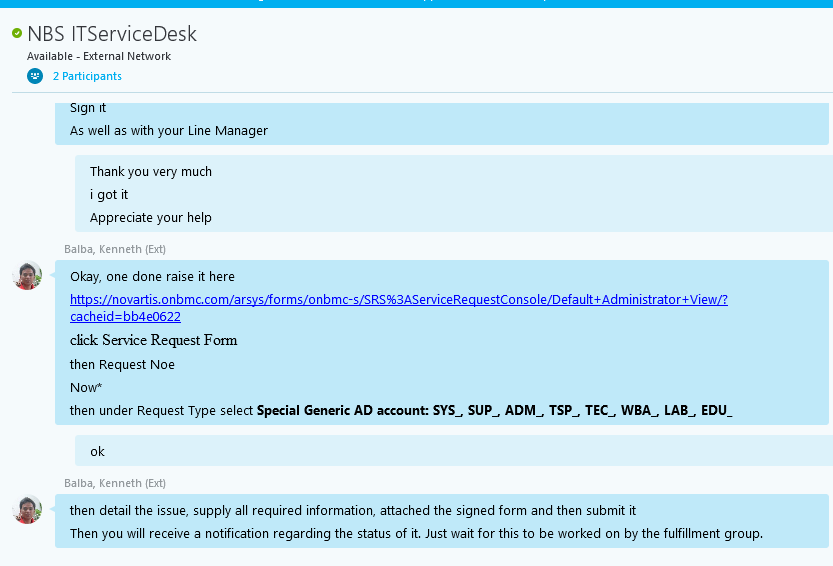 NBS ITServiceDesk
Available - External Network
2 Participants
Sign it
As well as with your Line Manager
Thank you very much
i got it
Appreciate your help
Balba, Kenneth (Ext)
Okay, one done raise it here
https://novartis.onbmc.com/arsys/forms/onbmc-s/SRS%3AServiceRequestConsole/Default+Administrator+View/?
cacheid=bb4e0622
click Service Request Form
then Request Noe
Now*
then under Request Type select Special Generic AD account: SYS_, SUP_, ADM_, TSP_, TEC_, WBA_, LAB_, EDU_
ok
Balba, Kenneth (Ext)
then detail the issue, supply all required information, attached the signed form and then submit it
Then you will receive a notification regarding the status of it. Just wait for this to be worked on by the fulfillment group.